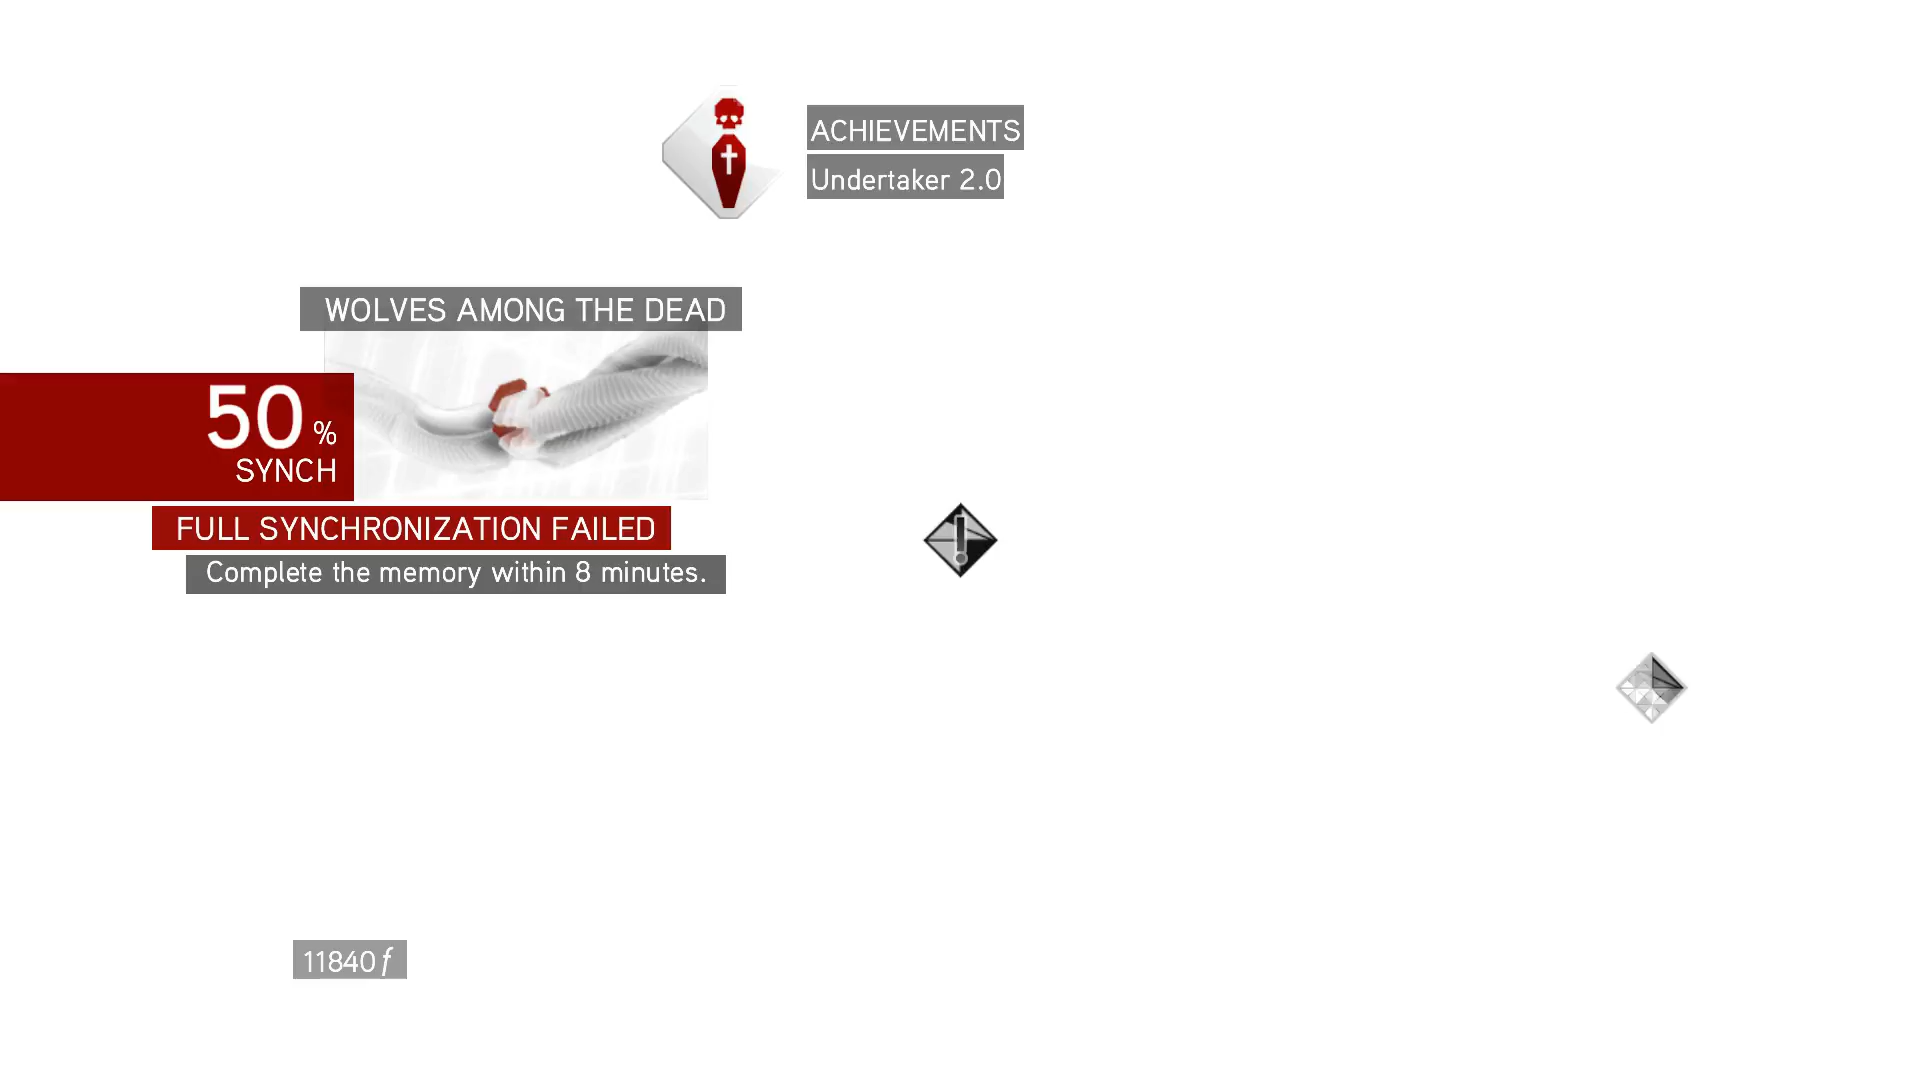 ACHIEVEMENTS
Undertaker 2.0
WOLVES AMONG THE DEAD
50 %
SYNCH
FULL SYNCHRONIZATION FAILED
Complete the memory within 8 minutes.
11840 ƒ